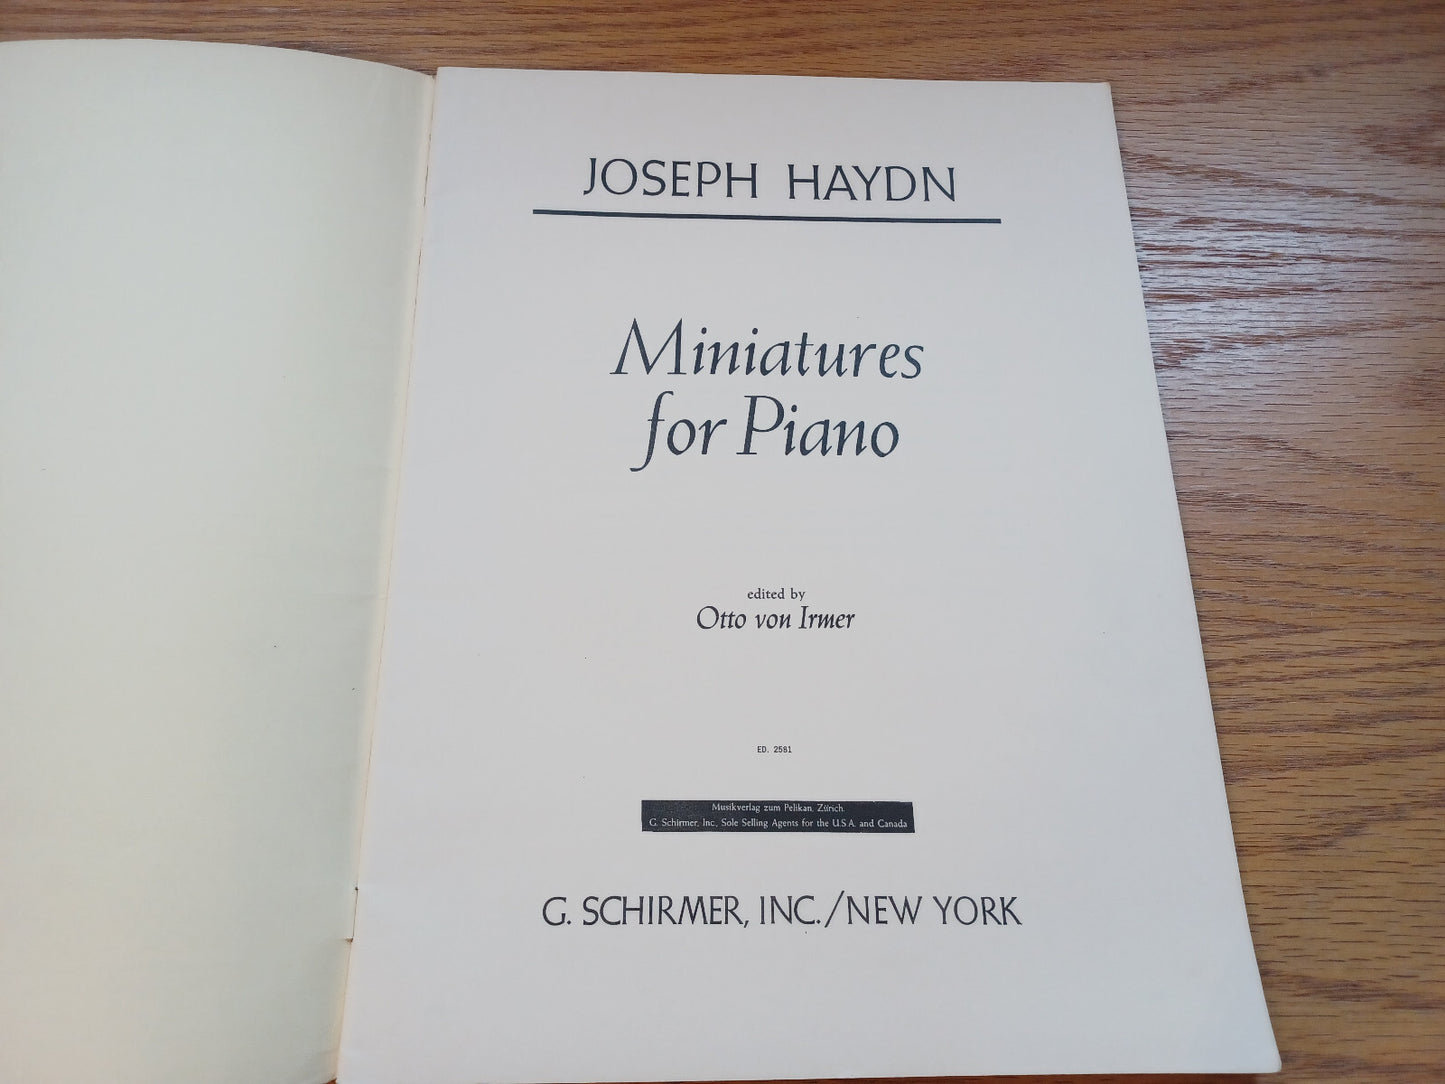 JOSEPH HAYDN
Miniatures
for Piano
edited by
Otto von Irmer
ED. 2581
Musikverlag zum Pelikan, Zürich.
G. Schirmer, Inc., Sole Selling Agents for the U.S.A. and Canada
G. SCHIRMER, INC./NEW YORK